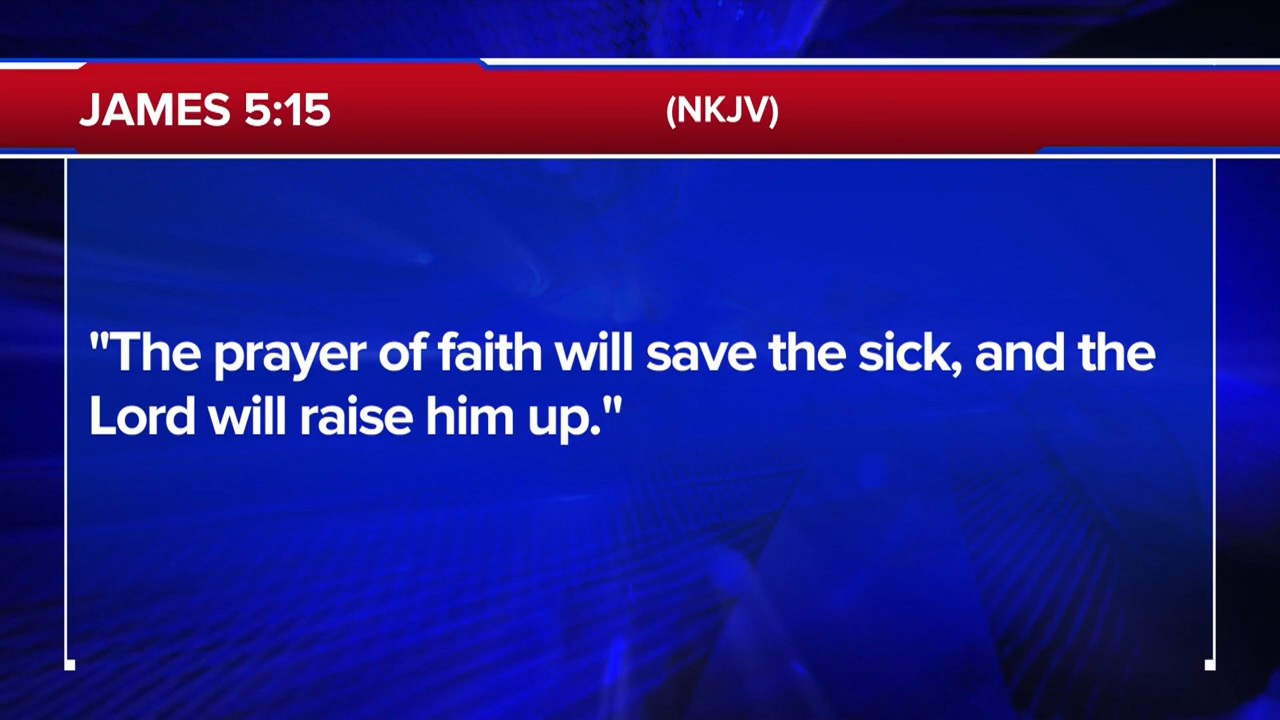 JAMES 5:15 (NKJV)
"The prayer of faith will save the sick, and the
Lord will raise him up."